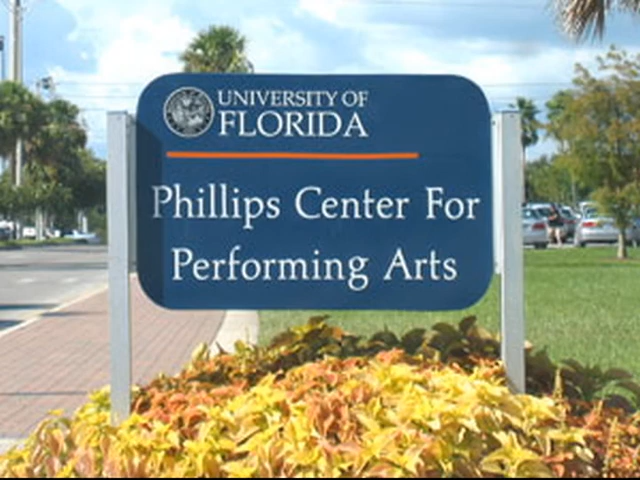 UNIVERSITY OF
FLORIDA
Phillips Center For
Performing Arts